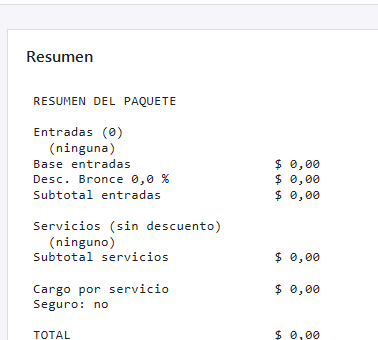 Resumen
RESUMEN DEL PAQUETE
Entradas (0)
(ninguna)
Base entradas $ 0,00
Desc. Bronce 0,0 % $ 0,00
Subtotal entradas $ 0,00
Servicios (sin descuento)
(ninguno)
Subtotal servicios $ 0,00
Cargo por servicio $ 0,00
Seguro: no
TOTAL $ 0,00